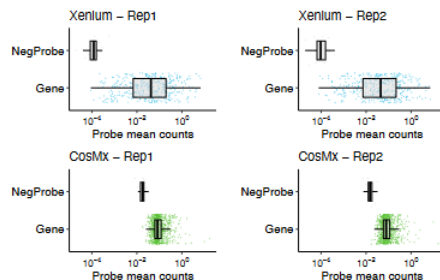 Xenium − Rep1
NegProbe
Gene
10⁻⁴ 10⁻² 10⁰
Probe mean counts
Xenium − Rep2
NegProbe
Gene
10⁻⁴ 10⁻² 10⁰
Probe mean counts
CosMx − Rep1
NegProbe
Gene
10⁻⁴ 10⁻² 10⁰
Probe mean counts
CosMx − Rep2
NegProbe
Gene
10⁻⁴ 10⁻² 10⁰
Probe mean counts